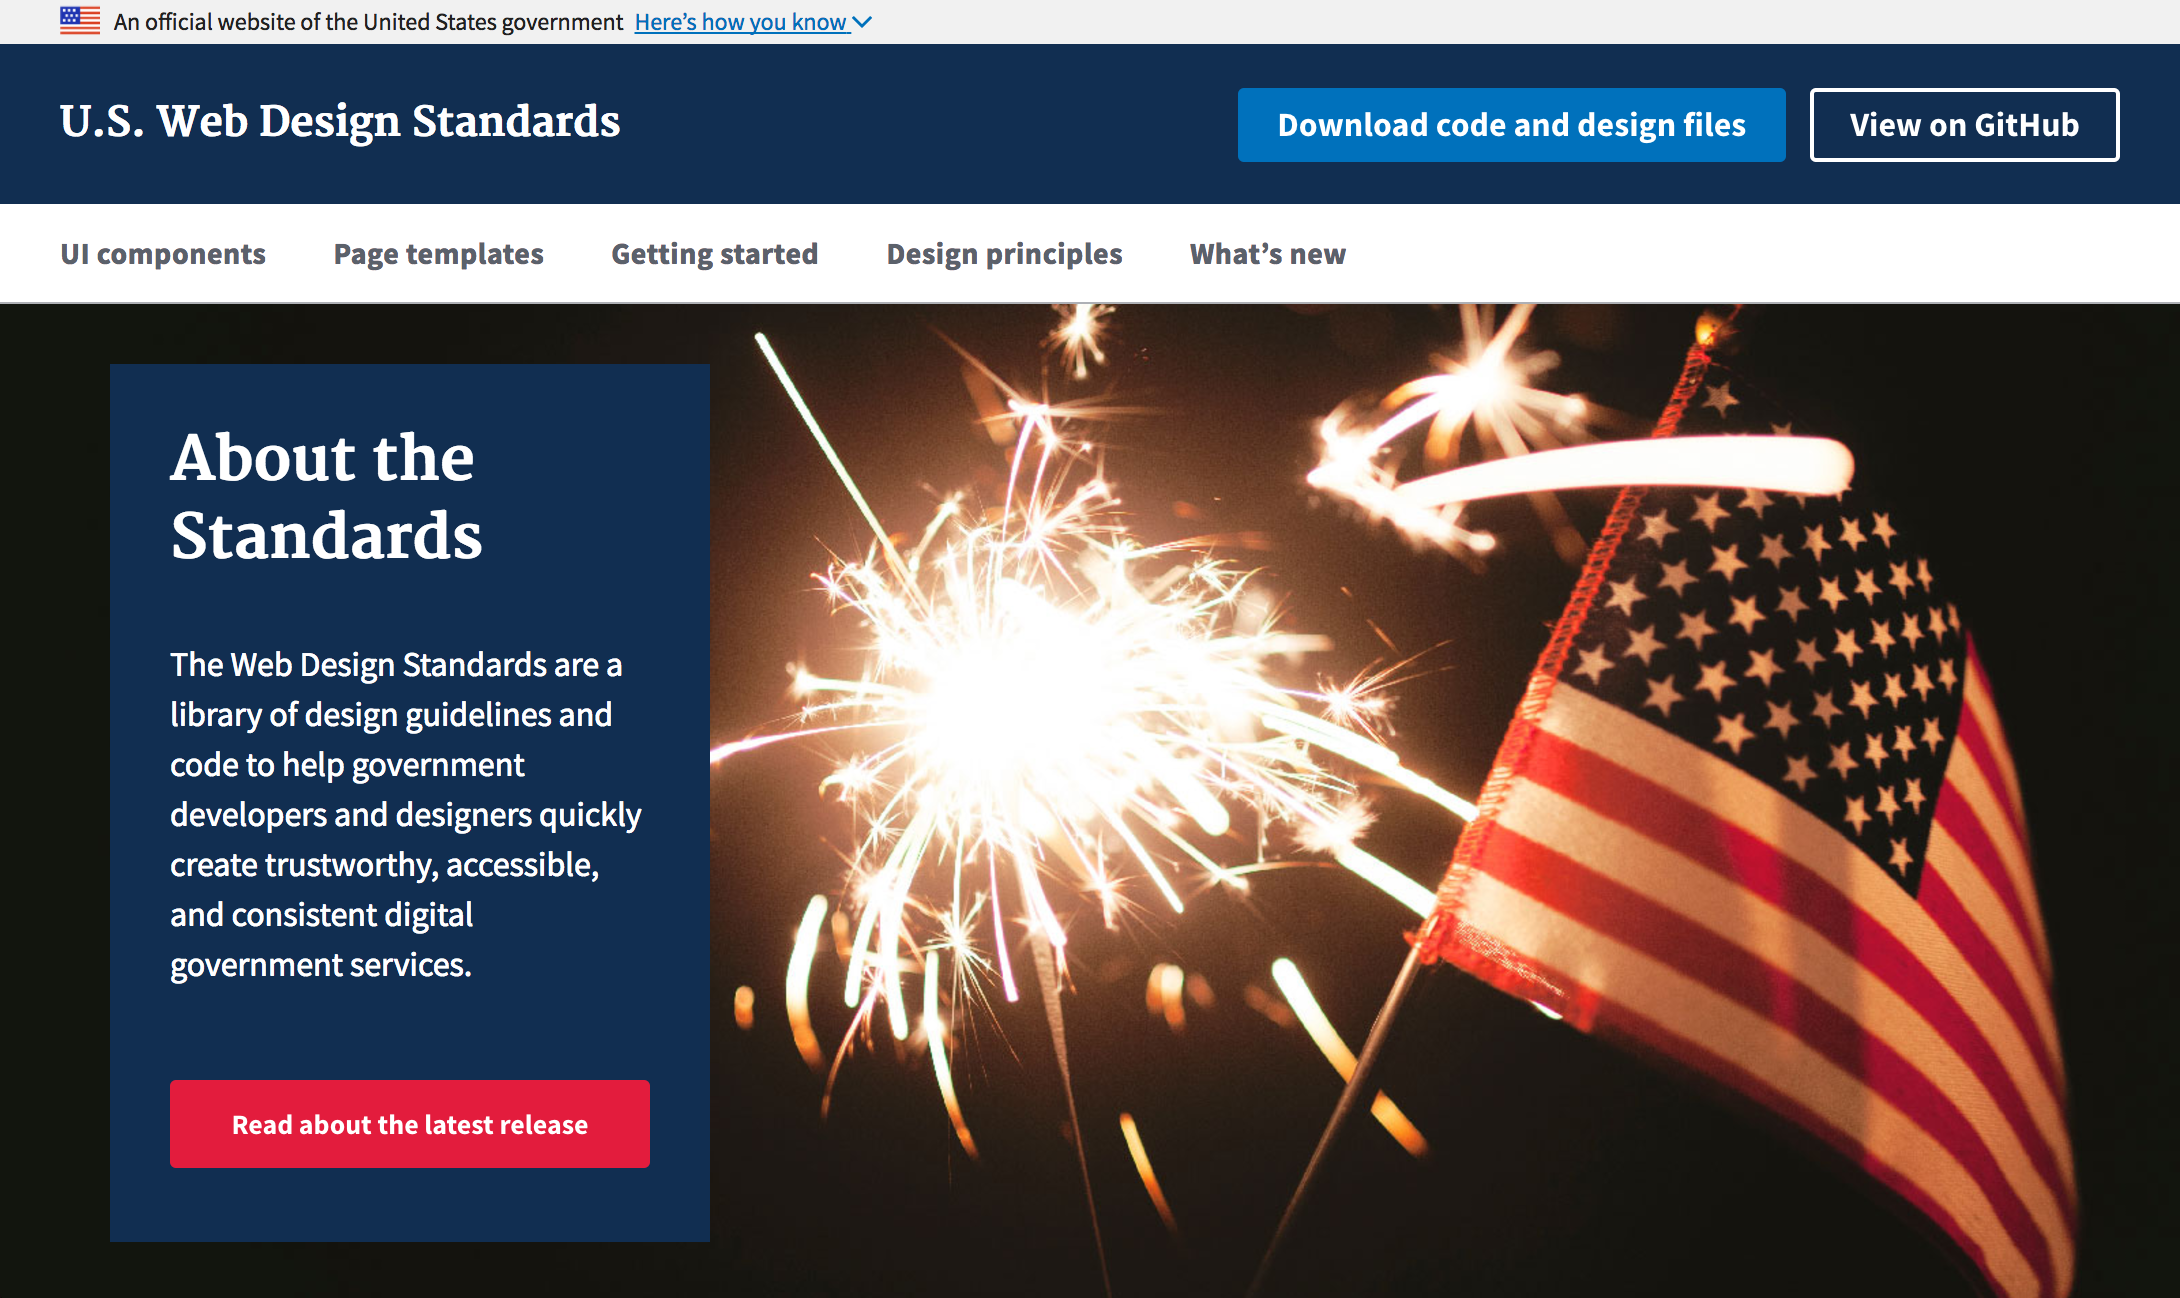 An official website of the United States government Here’s how you know
U.S. Web Design Standards
Download code and design files
View on GitHub
UI components
Page templates
Getting started
Design principles
What’s new
About the
Standards
The Web Design Standards are a
library of design guidelines and
code to help government
developers and designers quickly
create trustworthy, accessible,
and consistent digital
government services.
Read about the latest release